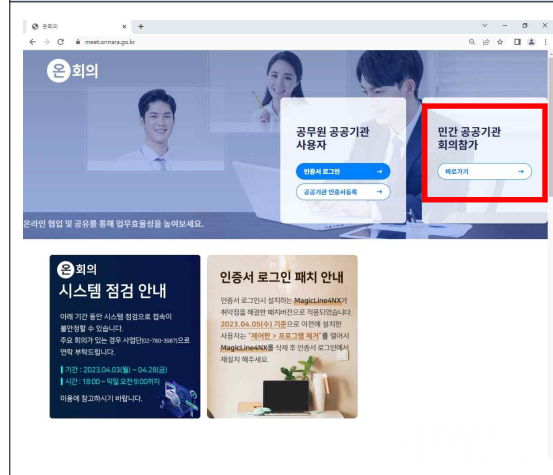 온회의
meet.onnara.go.kr
온회의
공무원 공공기관
사용자
인증서 로그인
공공기관 인증서등록
민간 공공기관
회의참가
바로가기
온라인 협업 및 공유를 통해 업무효율성을 높여보세요.
온회의
시스템 점검 안내
아래 기간 동안 시스템 점검으로 접속이
불안정할 수 있습니다.
주요 회의가 있는 경우 사업단(02-780-3987)으로
연락 부탁드립니다.
기간 : 2023.04.03(월) ~ 04.28(금)
시간 : 18:00 ~ 익일 오전 9:00까지
이용에 참고하시기 바랍니다.
인증서 로그인 패치 안내
인증서 로그인시 설치하는 MagicLine4NX가
취약점을 해결한 패치버전으로 적용되었습니다.
2023.04.05(수) 기준으로 이전에 설치한
사용자는 "제어판 > 프로그램 제거"를 열어서
MagicLine4NX를 삭제 후 인증서 로그인에서
재설치 해주세요.